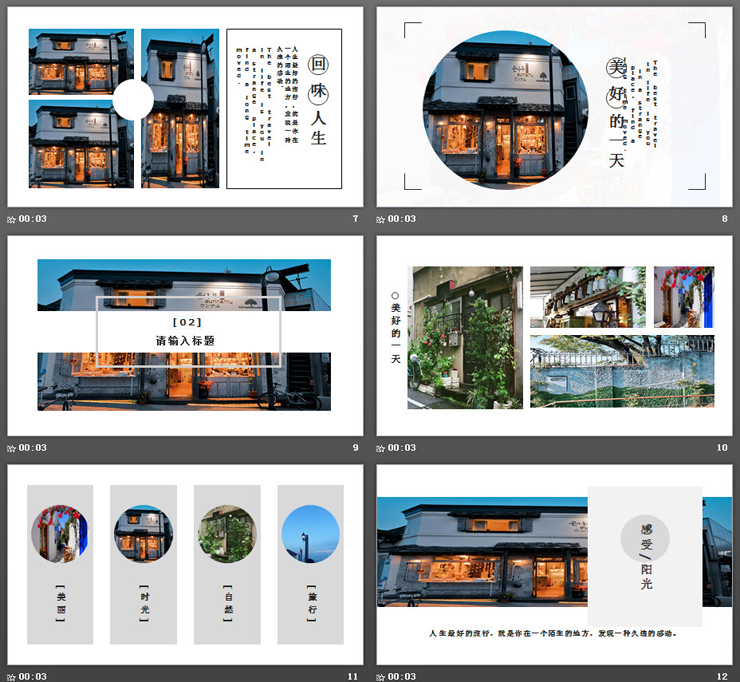 回味人生
人生最好的旅行，就是你在
一个陌生的地方，发现一种
久违的感动。
The best travel
in life is you in
a strange place,
find a long time
moved.
00:03
7
美好的一天
The best travel
in life is you
in a strange
place, find a
long time moved.
00:03
8
[02]
请输入标题
00:03
9
○美好的一天
00:03
10
[美丽]
[时光]
[自然]
[旅行]
00:03
11
感受/阳光
人生最好的旅行，就是你在一个陌生的地方，发现一种久违的感动。
00:03
12